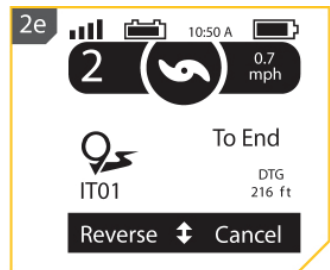 2e
10:50 A
2
0.7
mph
To End
IT01
DTG
216 ft
Reverse Cancel